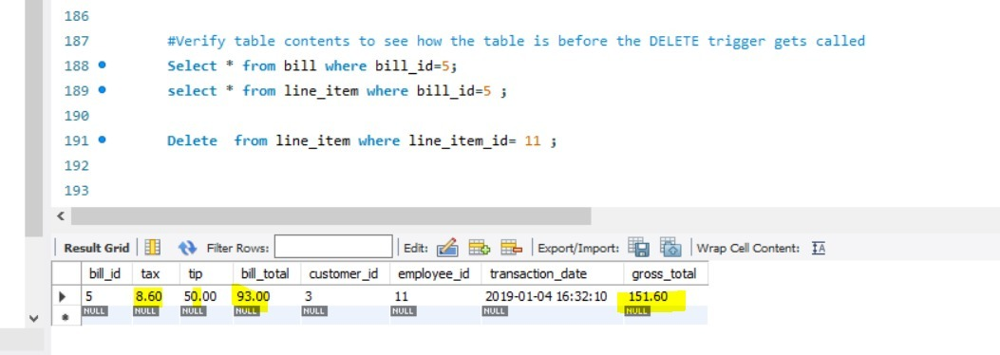 186
187 #Verify table contents to see how the table is before the DELETE trigger gets called
188 Select * from bill where bill_id=5;
189 select * from line_item where bill_id=5 ;
190
191 Delete from line_item where line_item_id= 11 ;
192
193
Result Grid Filter Rows: Edit: Export/Import: Wrap Cell Content: IA
bill_id tax tip bill_total customer_id employee_id transaction_date gross_total
5 8.60 50.00 93.00 3 11 2019-01-04 16:32:10 151.60
NULL NULL NULL NULL NULL NULL NULL NULL